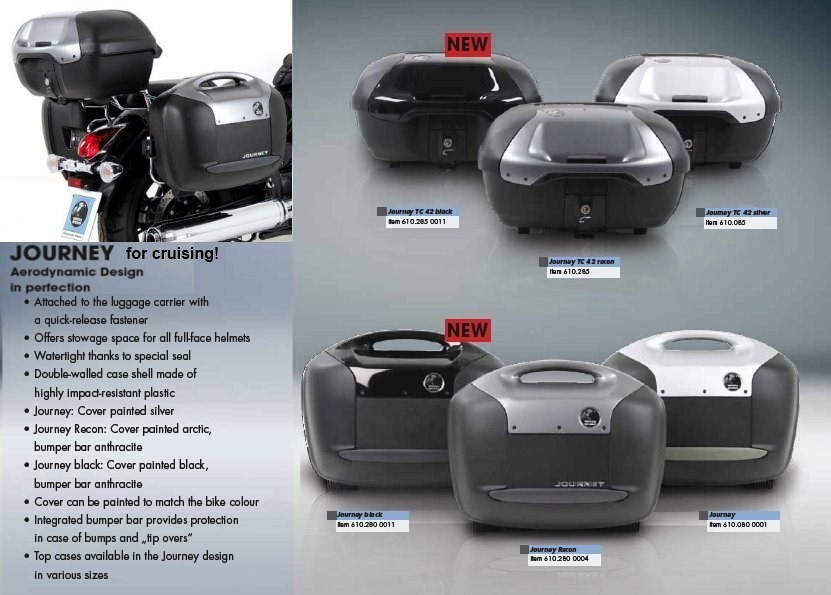 NEW
Journey TC 42 black
Item 610.285 0011
Journey TC 42 silver
Item 610.085
Journey TC 42 recon
Item 610.285
JOURNEY
JOURNEY for cruising!
Aerodynamic Design
in perfection
• Attached to the luggage carrier with
a quick-release fastener
• Offers stowage space for all full-face helmets
• Watertight thanks to special seal
• Double-walled case shell made of
highly impact-resistant plastic
• Journey: Cover painted silver
• Journey Recon: Cover painted arctic,
bumper bar anthracite
• Journey black: Cover painted black,
bumper bar anthracite
• Cover can be painted to match the bike colour
• Integrated bumper bar provides protection
in case of bumps and „tip overs“
• Top cases available in the Journey design
in various sizes
NEW
JOURNEY
Journey black
Item 610.280 0011
Journey
Item 610.080 0001
Journey Recon
Item 610.280 0004